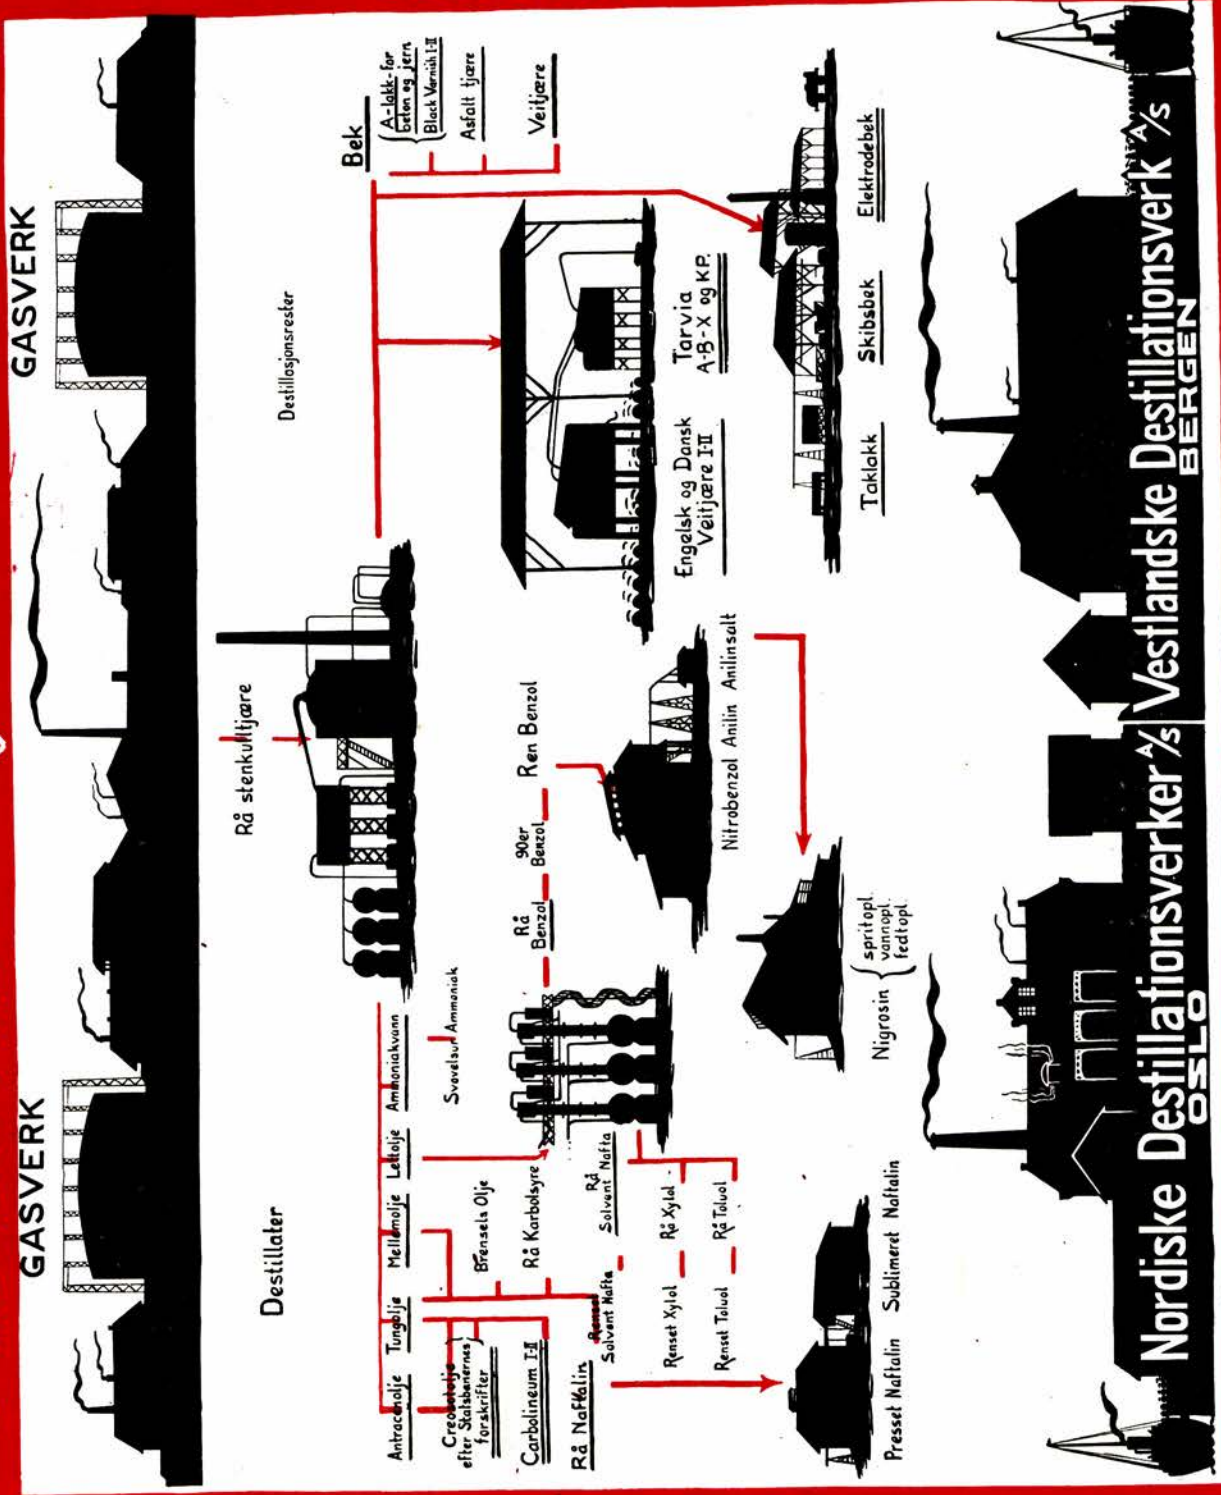 GASVERK
GASVERK
Rå stenkulltjære
Destillater
Destillasjonsrester
Antracenolje
Tungolje
Mellemolje
Lettolje
Ammoniakvann
Bek
Creosotolje
efter Statsbanernes
forskrifter
Carbolineum I-II
Rå Naftalin
Brensels Olje
Rå Karbolsyre
Svovelsur Ammoniak
A-lakk-for
beton og jern
Black Varnish I-II
Asfalt tjære
Veitjære
Rå
Benzol
90er
Benzol
Ren Benzol
Renset
Solvent Nafta
Rå
Solvent Nafta
Renset Xylol
Rå Xylol
Renset Toluol
Rå Toluol
Engelsk og Dansk
Veitjære I-II
Tarvia
A-B-X og KP.
Nitrobenzol Anilin Anilinsalt
Presset Naftalin
Sublimeret Naftalin
Nigrosin
spritopl.
vannopl.
fedtopl.
Taklakk
Skibsbek
Elektrodebek
Nordiske Destillationsverker A/s
OSLO
Vestlandske Destillationsverk A/s
BERGEN